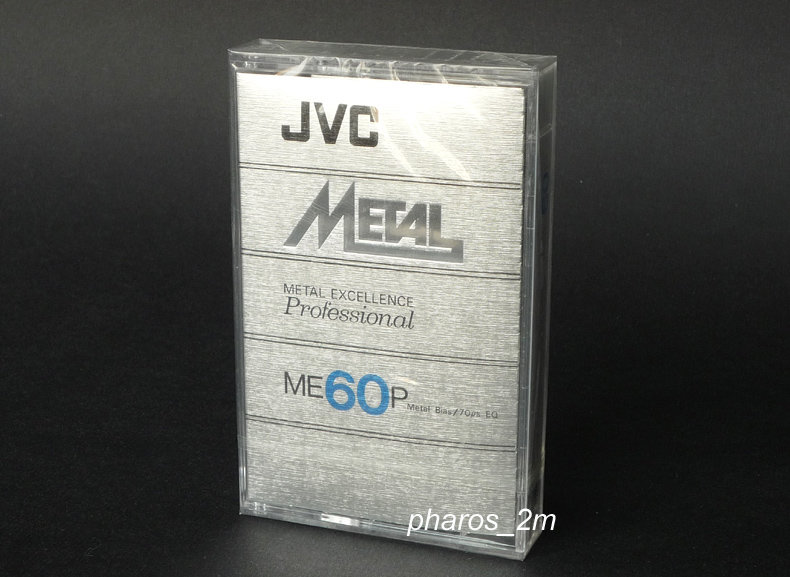 JVC
METAL
METAL EXCELLENCE
Professional
ME60P Metal Bias/70μs EQ
pharos_2m